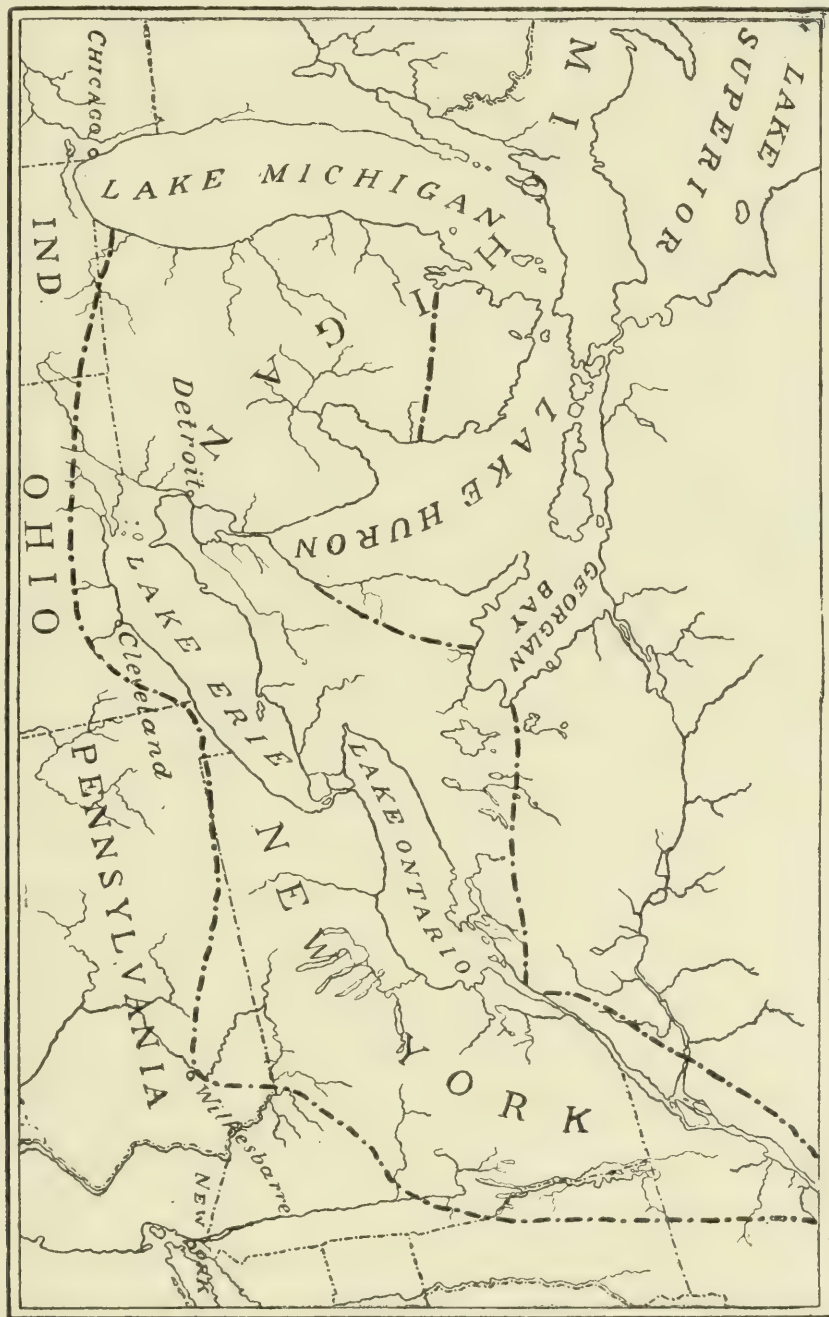 LAKE
SUPERIOR
MICHIGAN
CHICAGO
LAKE MICHIGAN
LAKE HURON
GEORGIAN
BAY
Detroit
IND
OHIO
LAKE ERIE
Cleveland
LAKE ONTARIO
PENNSYLVANIA
NEW YORK
Wilkesbarre
NEW YORK